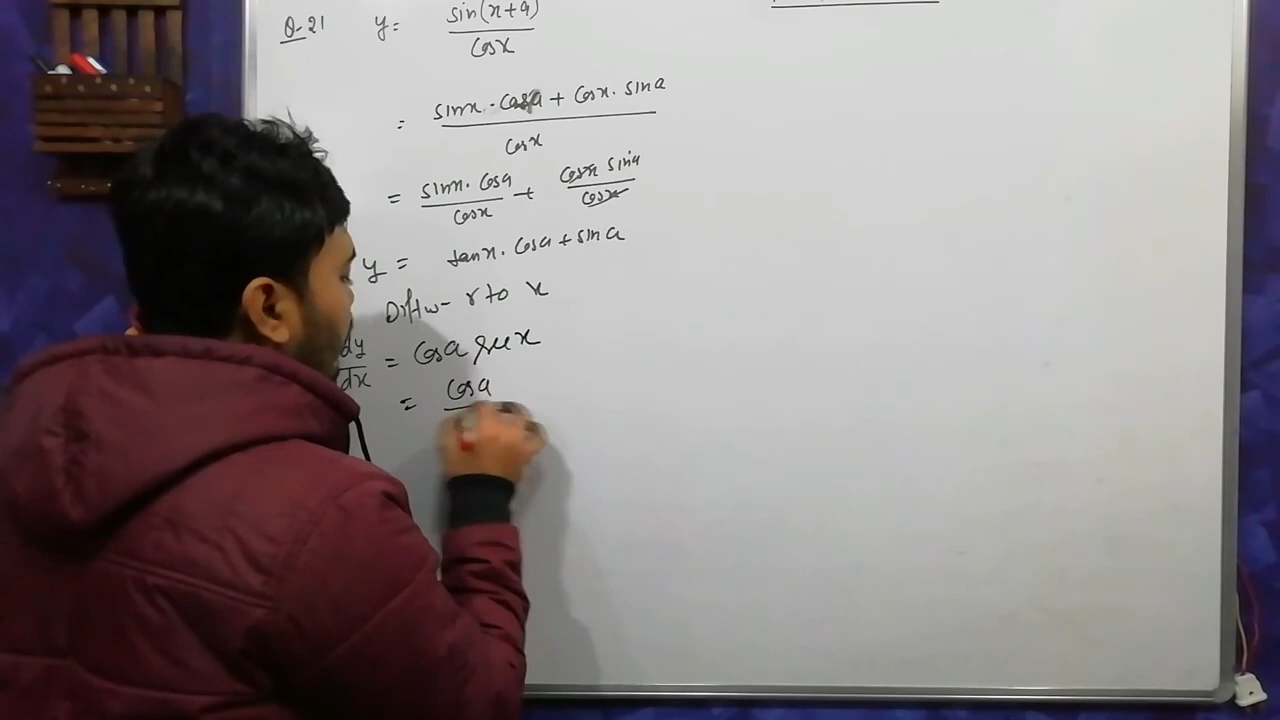 Q-21 y = sin(x+a) / cosx
= sinx · cosa + cosx · sina / cosx
= sinx · cosa / cosx + cosx sina / cosx
y = tanx · cosa + sina
Diff w- r to x
dy/dx = cosa secx
= cosa